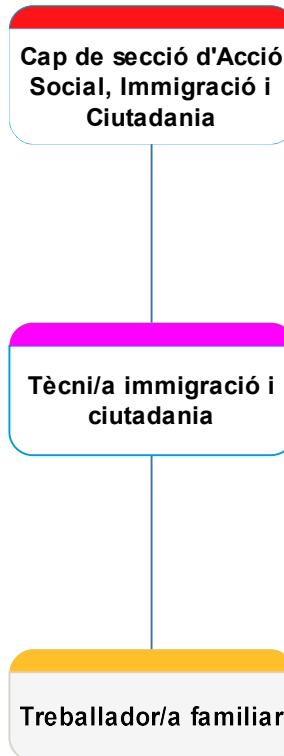 Cap de secció d'Acció
Social, Immigració i
Ciutadania
Tècni/a immigració i
ciutadania
Treballador/a familiar